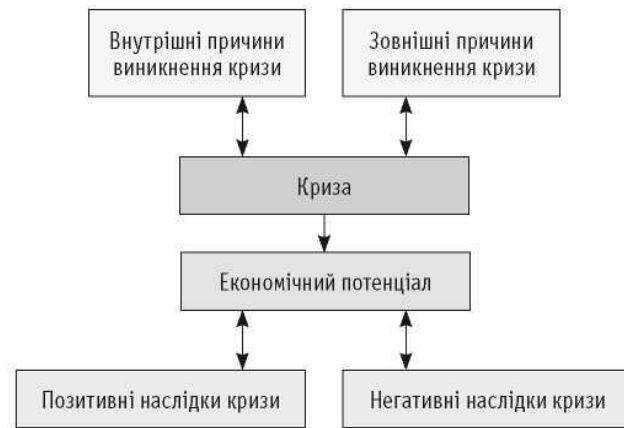 Внутрішні причини
виникнення кризи
Зовнішні причини
виникнення кризи
Криза
Економічний потенціал
Позитивні наслідки кризи
Негативні наслідки кризи